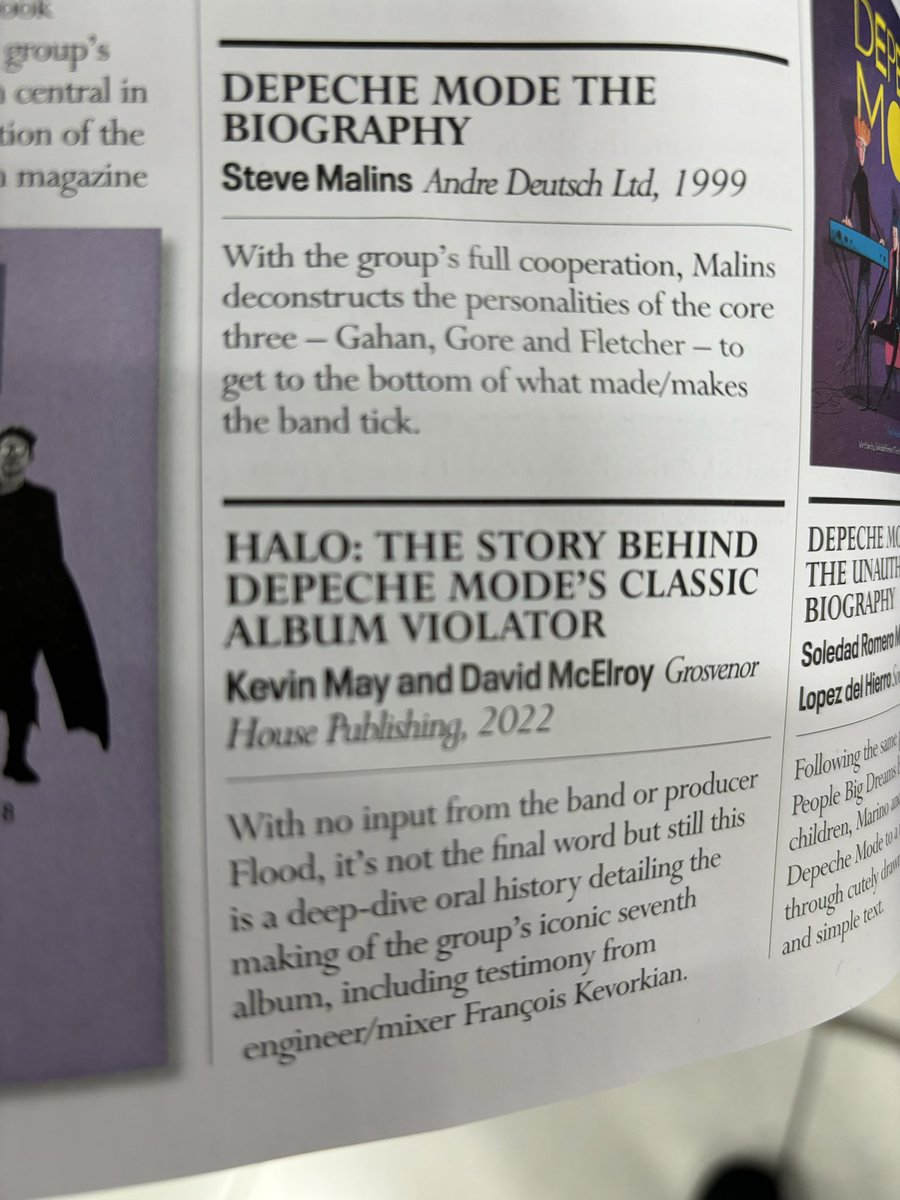 group's
central in
tion of the
magazine
8
DEPECHE MODE THE
BIOGRAPHY
Steve Malins Andre Deutsch Ltd, 1999
With the group's full cooperation, Malins
deconstructs the personalities of the core
three – Gahan, Gore and Fletcher – to
get to the bottom of what made/makes
the band tick.
HALO: THE STORY BEHIND
DEPECHE MODE'S CLASSIC
ALBUM VIOLATOR
Kevin May and David McElroy Grosvenor
House Publishing, 2022
With no input from the band or producer
Flood, it's not the final word but still this
is a deep-dive oral history detailing the
making of the group's iconic seventh
album, including testimony from
engineer/mixer François Kevorkian.
DEPE
MO
DEPECHE MO
THE UNAUTH
BIOGRAPHY
Soledad Romero M
Lopez del Hierro
Following the same
People Big Dreams
children, Marino and
Depeche Mode to a
through cutely drawn
and simple text.